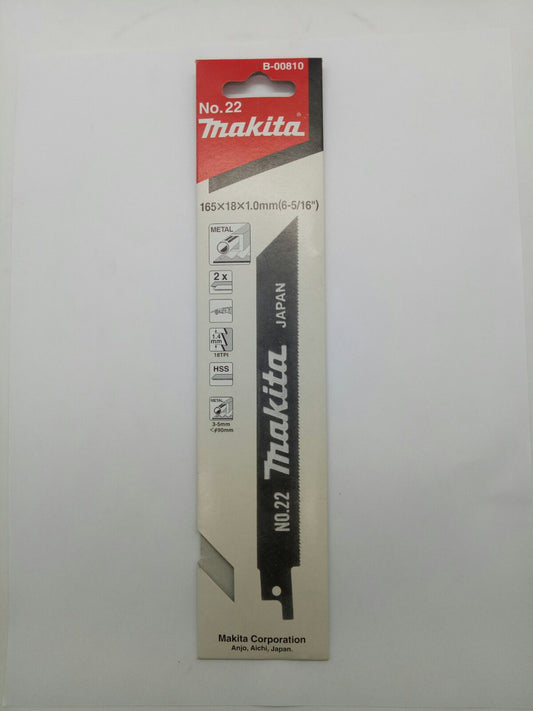 B-00810
No.22
makita®
165×18×1.0mm(6-5/16")
METAL
2 x
1.4
mm
18TPI
HSS
METAL
3-5mm
<φ90mm
NO.22 makita JAPAN
Makita Corporation
Anjo, Aichi, Japan.